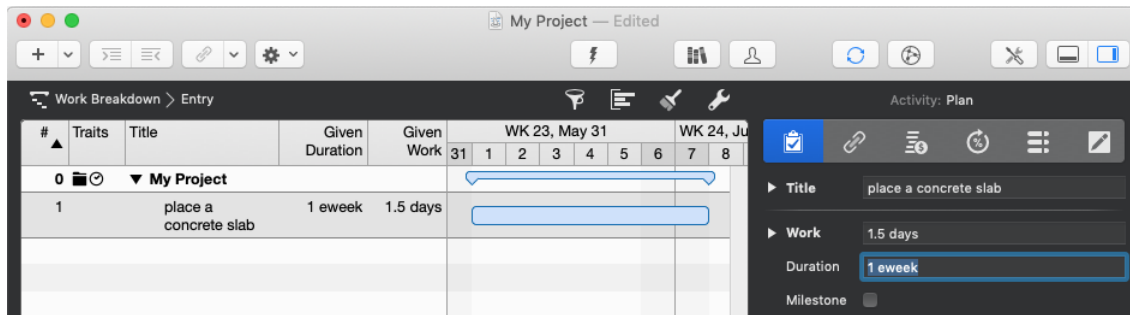 My Project — Edited
Work Breakdown > Entry
Activity: Plan
# Traits Title Given Duration Given Work WK 23, May 31 WK 24, Ju
31 1 2 3 4 5 6 7 8
0 My Project
1 place a concrete slab 1 eweek 1.5 days
Title place a concrete slab
Work 1.5 days
Duration 1 eweek
Milestone